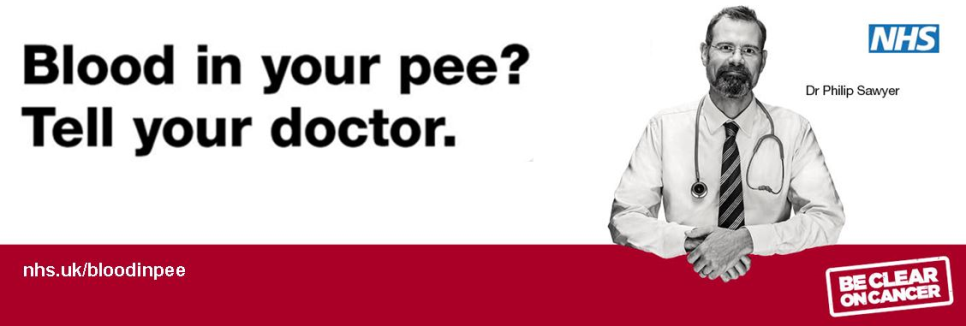 Blood in your pee?
Tell your doctor.
NHS
Dr Philip Sawyer
nhs.uk/bloodinpee
BE CLEAR
ON CANCER